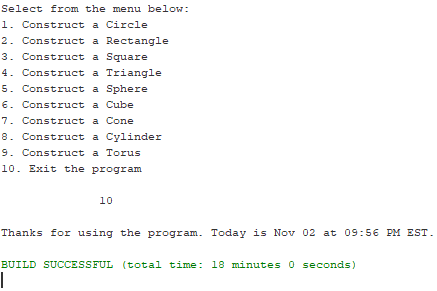 Select from the menu below:
1. Construct a Circle
2. Construct a Rectangle
3. Construct a Square
4. Construct a Triangle
5. Construct a Sphere
6. Construct a Cube
7. Construct a Cone
8. Construct a Cylinder
9. Construct a Torus
10. Exit the program
10
Thanks for using the program. Today is Nov 02 at 09:56 PM EST.
BUILD SUCCESSFUL (total time: 18 minutes 0 seconds)